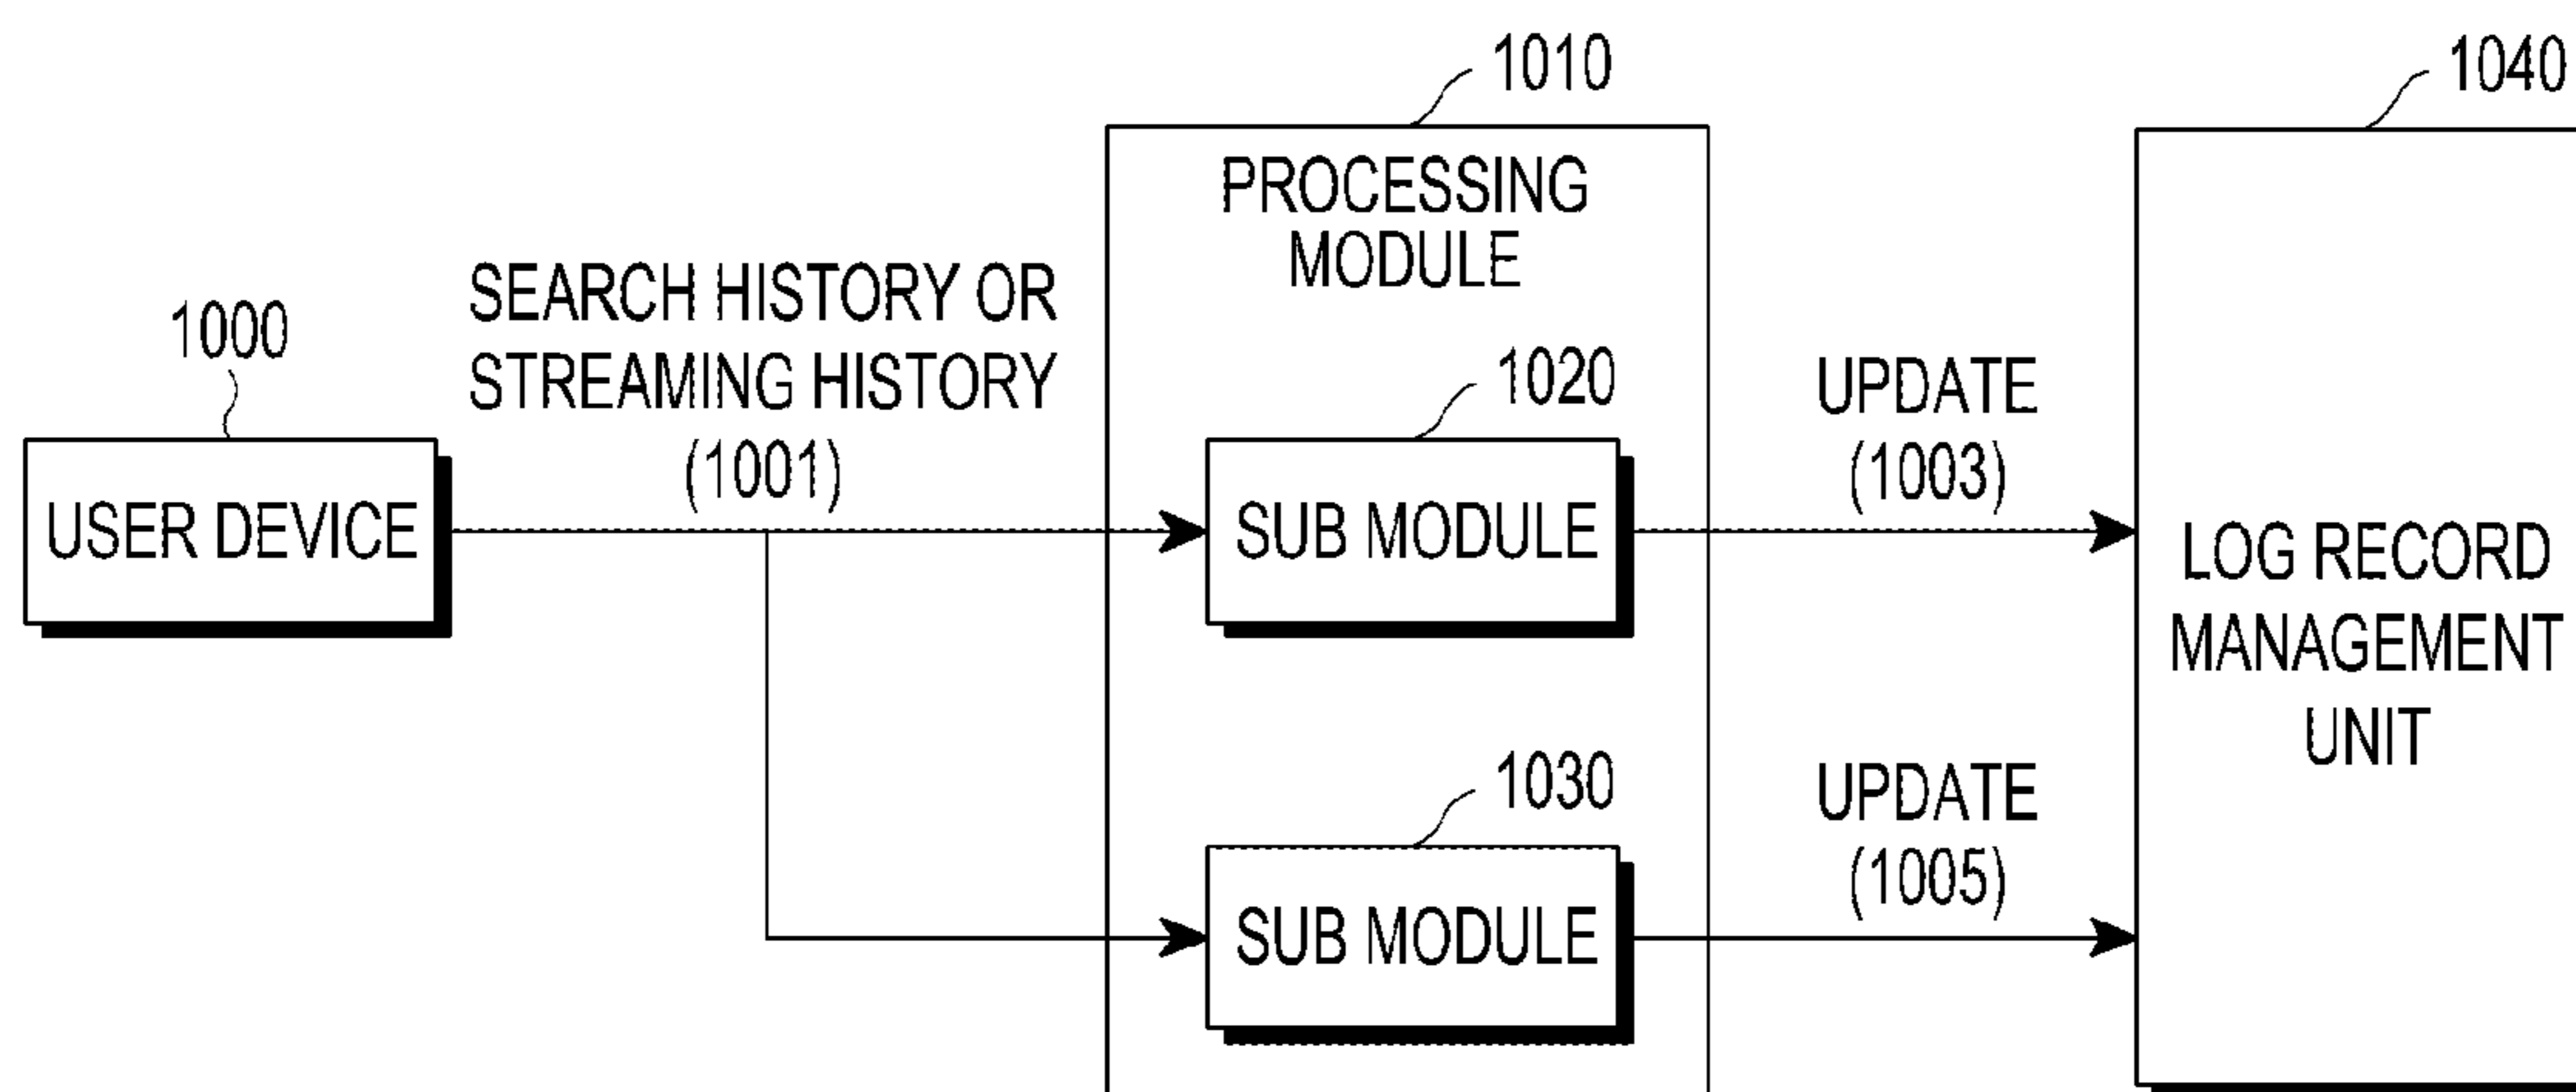 1010
1040
PROCESSING
MODULE
SEARCH HISTORY OR
STREAMING HISTORY
(1001)
1000
USER DEVICE
1020
SUB MODULE
UPDATE
(1003)
LOG RECORD
MANAGEMENT
UNIT
1030
SUB MODULE
UPDATE
(1005)